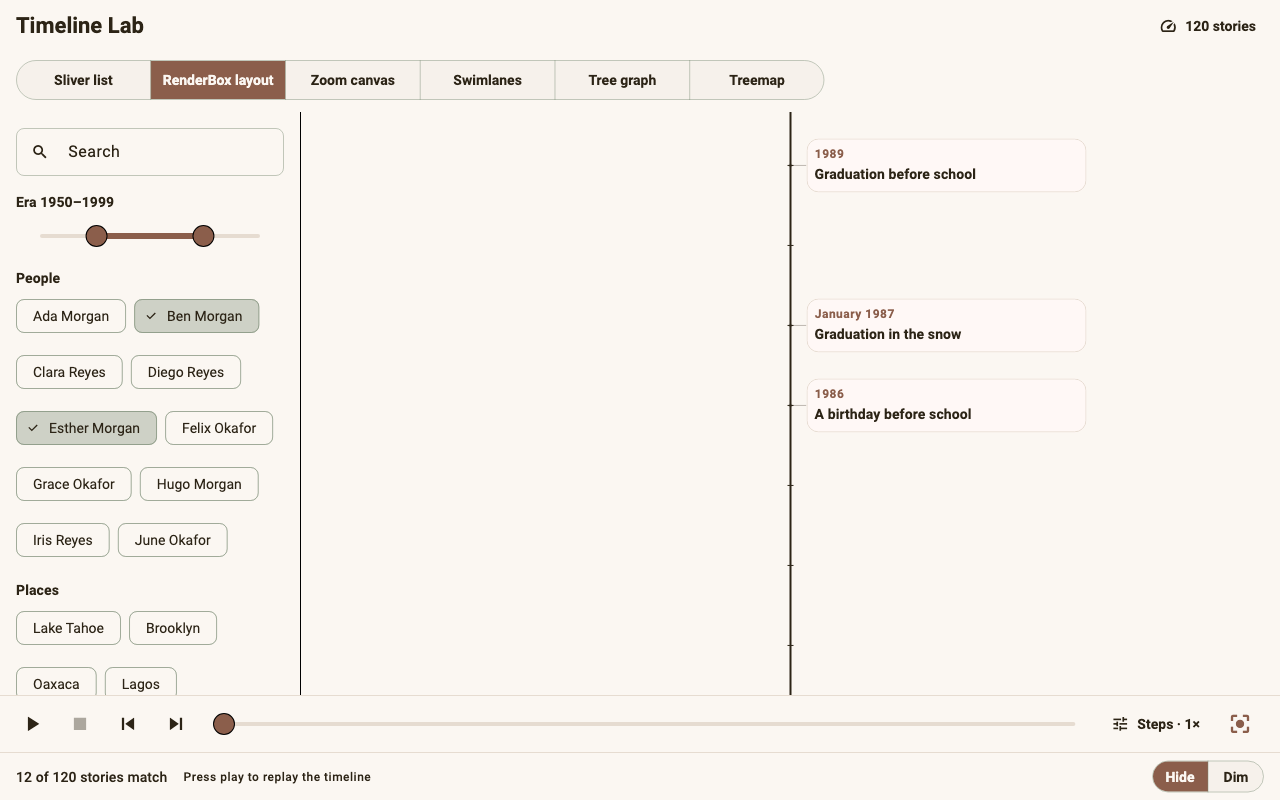 Timeline Lab
120 stories
Sliver list
RenderBox layout
Zoom canvas
Swimlanes
Tree graph
Treemap
Search
Era 1950–1999
People
Ada Morgan
Ben Morgan
Clara Reyes
Diego Reyes
Esther Morgan
Felix Okafor
Grace Okafor
Hugo Morgan
Iris Reyes
June Okafor
Places
Lake Tahoe
Brooklyn
Oaxaca
Lagos
1989
Graduation before school
January 1987
Graduation in the snow
1986
A birthday before school
Steps · 1×
12 of 120 stories match
Press play to replay the timeline
Hide
Dim